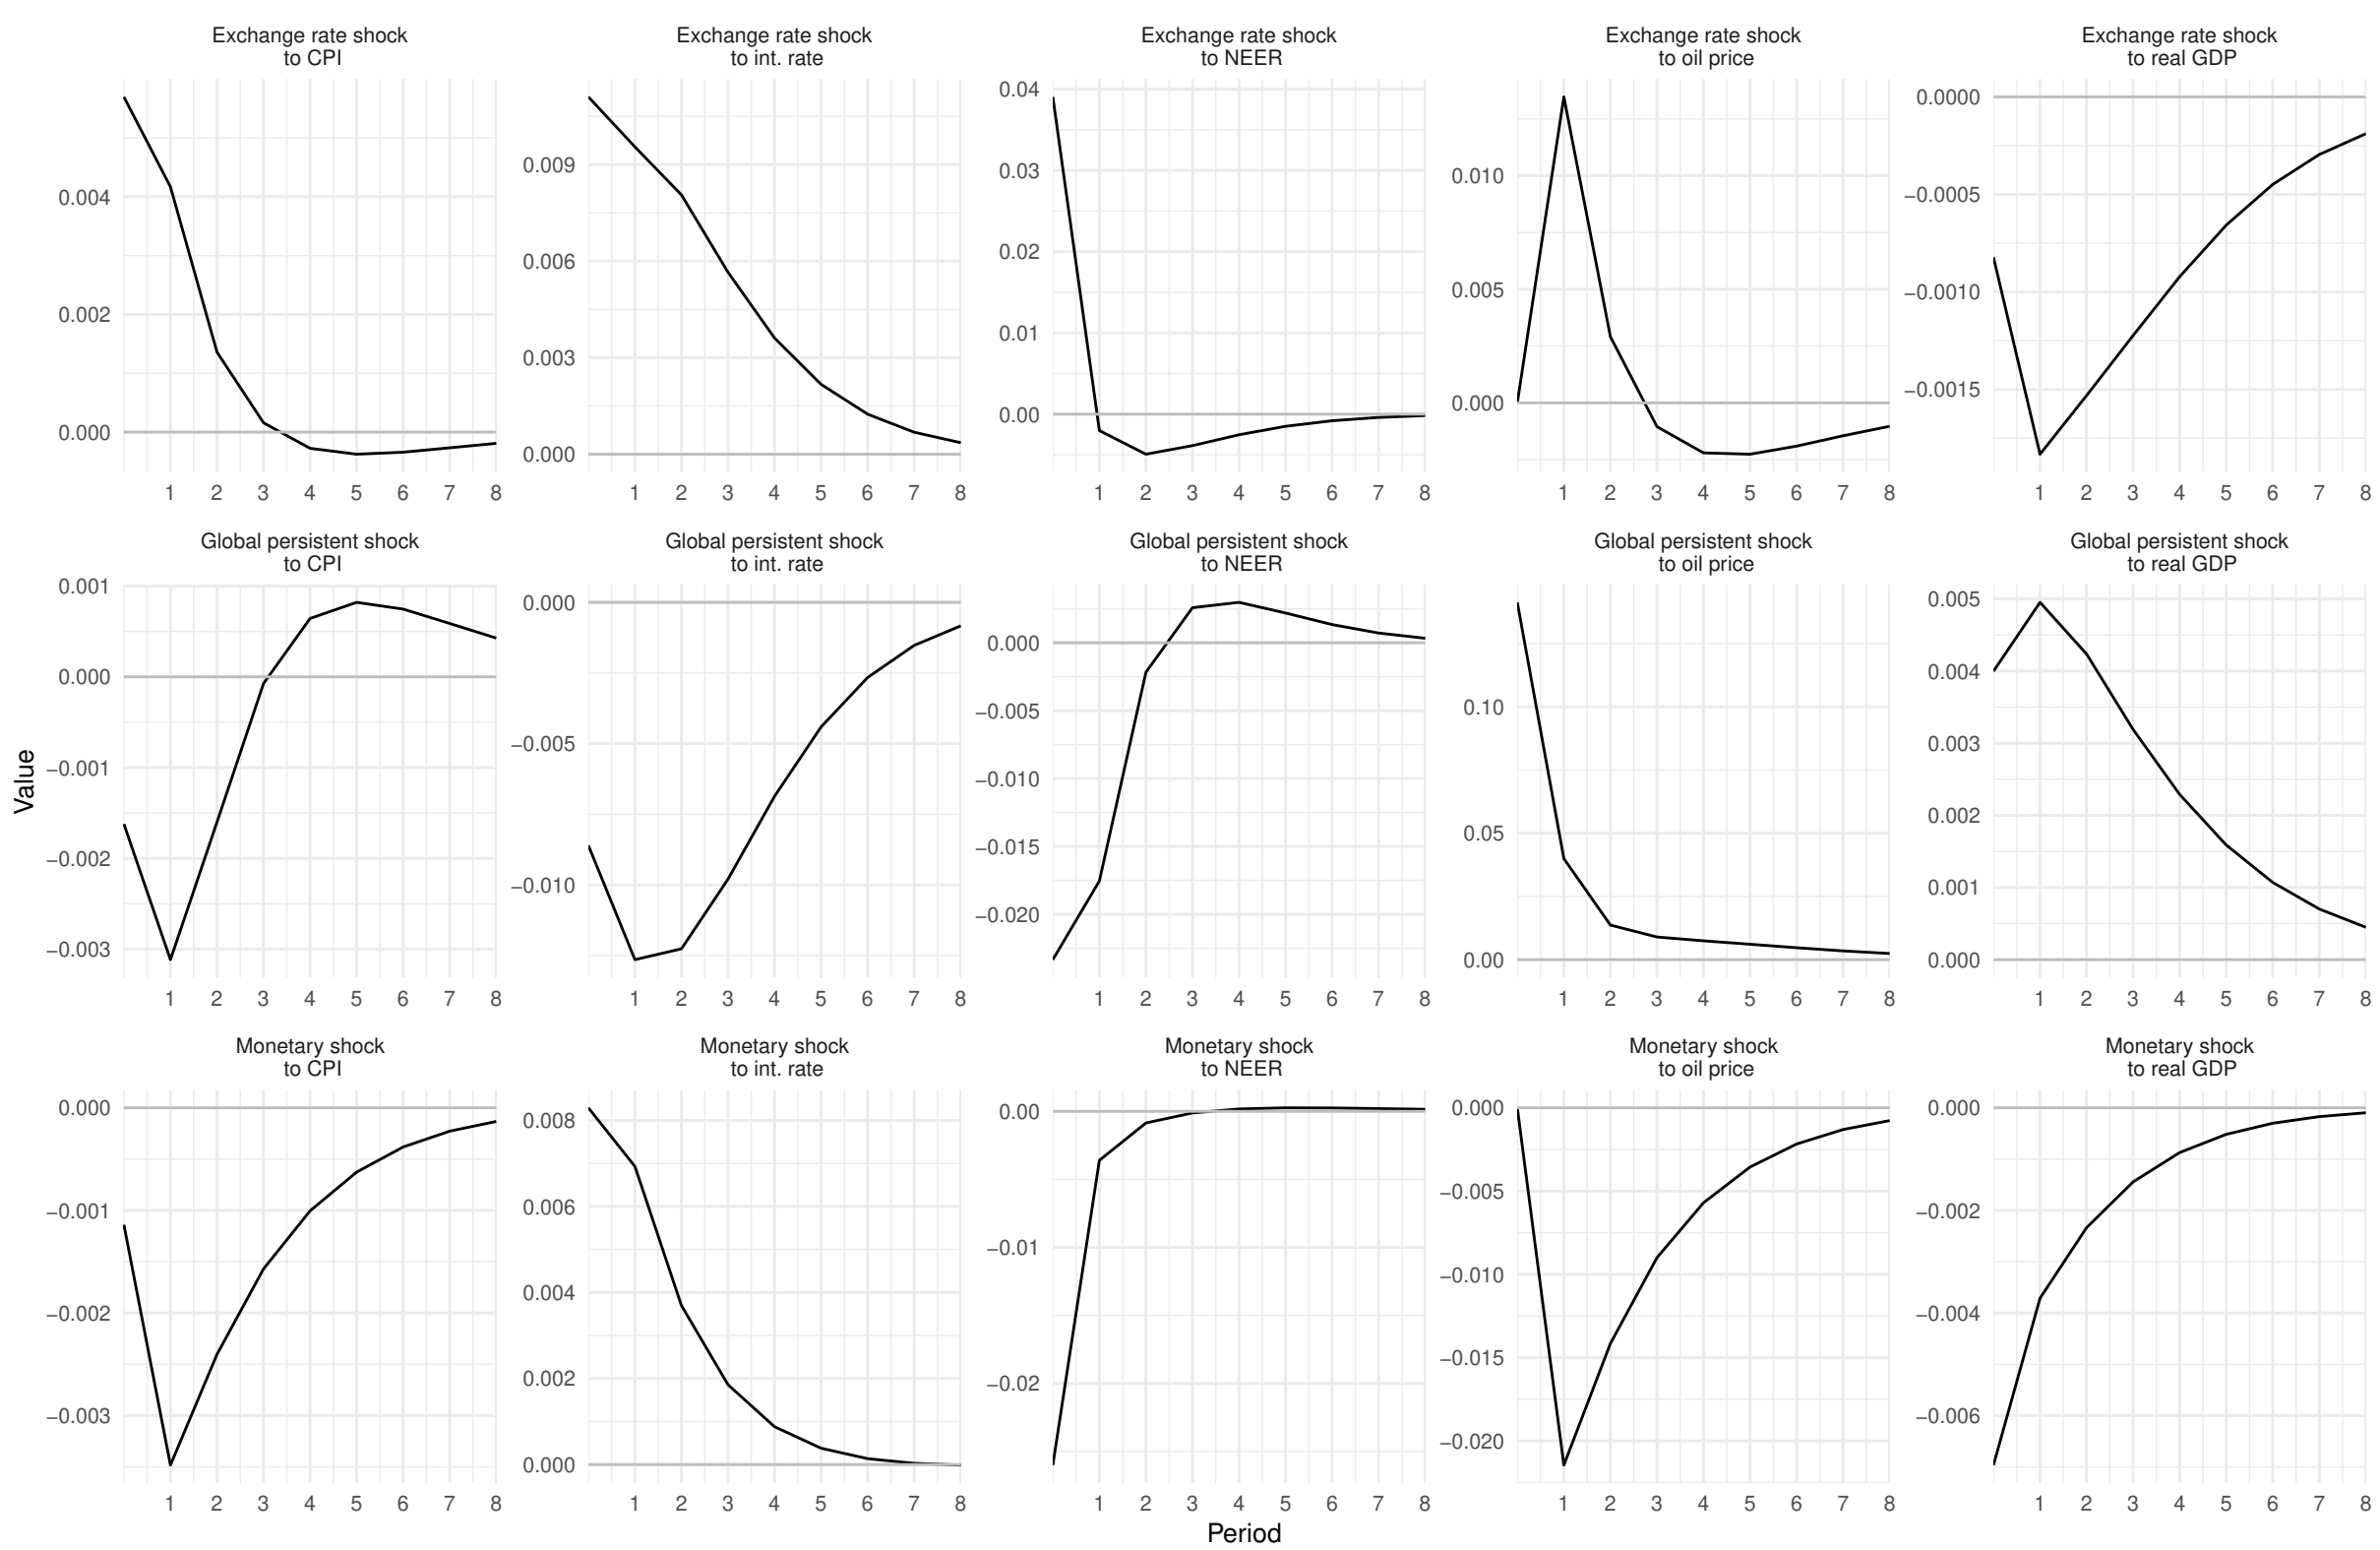 Exchange rate shock
to CPI
Exchange rate shock
to int. rate
Exchange rate shock
to NEER
Exchange rate shock
to oil price
Exchange rate shock
to real GDP
0.004
0.002
0.000
1 2 3 4 5 6 7 8
0.009
0.006
0.003
0.000
1 2 3 4 5 6 7 8
0.04
0.03
0.02
0.01
0.00
1 2 3 4 5 6 7 8
0.010
0.005
0.000
1 2 3 4 5 6 7 8
0.0000
−0.0005
−0.0010
−0.0015
1 2 3 4 5 6 7 8
Global persistent shock
to CPI
Global persistent shock
to int. rate
Global persistent shock
to NEER
Global persistent shock
to oil price
Global persistent shock
to real GDP
Value
0.001
0.000
−0.001
−0.002
−0.003
1 2 3 4 5 6 7 8
0.000
−0.005
−0.010
1 2 3 4 5 6 7 8
0.000
−0.005
−0.010
−0.015
−0.020
1 2 3 4 5 6 7 8
0.10
0.05
0.00
1 2 3 4 5 6 7 8
0.005
0.004
0.003
0.002
0.001
0.000
1 2 3 4 5 6 7 8
Monetary shock
to CPI
Monetary shock
to int. rate
Monetary shock
to NEER
Monetary shock
to oil price
Monetary shock
to real GDP
0.000
−0.001
−0.002
−0.003
1 2 3 4 5 6 7 8
0.008
0.006
0.004
0.002
0.000
1 2 3 4 5 6 7 8
0.00
−0.01
−0.02
1 2 3 4 5 6 7 8
0.000
−0.005
−0.010
−0.015
−0.020
1 2 3 4 5 6 7 8
0.000
−0.002
−0.004
−0.006
1 2 3 4 5 6 7 8
Period